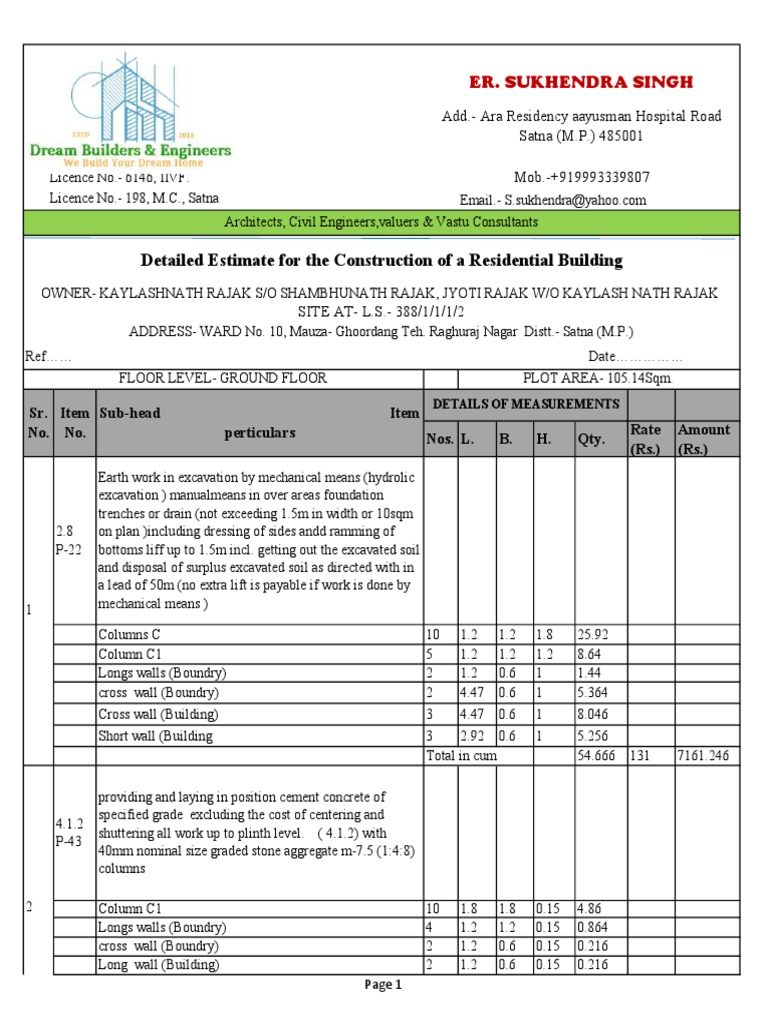 ER. SUKHENDRA SINGH
Add.- Ara Residency aayusman Hospital Road
Satna (M.P.) 485001
ESTD 2018
Dream Builders & Engineers
We Build Your Dream Home
Licence No.- 6146, IIVF. Mob.-+919993339807
Licence No.- 198, M.C., Satna Email.- S.sukhendra@yahoo.com
Architects, Civil Engineers,valuers & Vastu Consultants
Detailed Estimate for the Construction of a Residential Building
OWNER- KAYLASHNATH RAJAK S/O SHAMBHUNATH RAJAK, JYOTI RAJAK W/O KAYLASH NATH RAJAK
SITE AT- L.S.- 388/1/1/1/2
ADDRESS- WARD No. 10, Mauza- Ghoordang Teh. Raghuraj Nagar Distt.- Satna (M.P.)
Ref…… Date……………
FLOOR LEVEL- GROUND FLOOR PLOT AREA- 105.14Sqm
Sr. No. Item No. Sub-head Item perticulars DETAILS OF MEASUREMENTS
Nos. L. B. H. Qty. Rate (Rs.) Amount (Rs.)
1
2.8
P-22
Earth work in excavation by mechanical means (hydrolic
excavation ) manualmeans in over areas foundation
trenches or drain (not exceeding 1.5m in width or 10sqm
on plan )including dressing of sides andd ramming of
bottoms liff up to 1.5m incl. getting out the excavated soil
and disposal of surplus excavated soil as directed with in
a lead of 50m (no extra lift is payable if work is done by
mechanical means )
Columns C 10 1.2 1.2 1.8 25.92
Column C1 5 1.2 1.2 1.2 8.64
Longs walls (Boundry) 2 1.2 0.6 1 1.44
cross wall (Boundry) 2 4.47 0.6 1 5.364
Cross wall (Building) 3 4.47 0.6 1 8.046
Short wall (Building 3 2.92 0.6 1 5.256
Total in cum 54.666 131 7161.246
2
4.1.2
P-43
providing and laying in position cement concrete of
specified grade excluding the cost of centering and
shuttering all work up to plinth level. ( 4.1.2) with
40mm nominal size graded stone aggregate m-7.5 (1:4:8)
columns
Column C1 10 1.8 1.8 0.15 4.86
Longs walls (Boundry) 4 1.2 1.2 0.15 0.864
cross wall (Boundry) 2 1.2 0.6 0.15 0.216
Long wall (Building) 2 1.2 0.6 0.15 0.216
Page 1